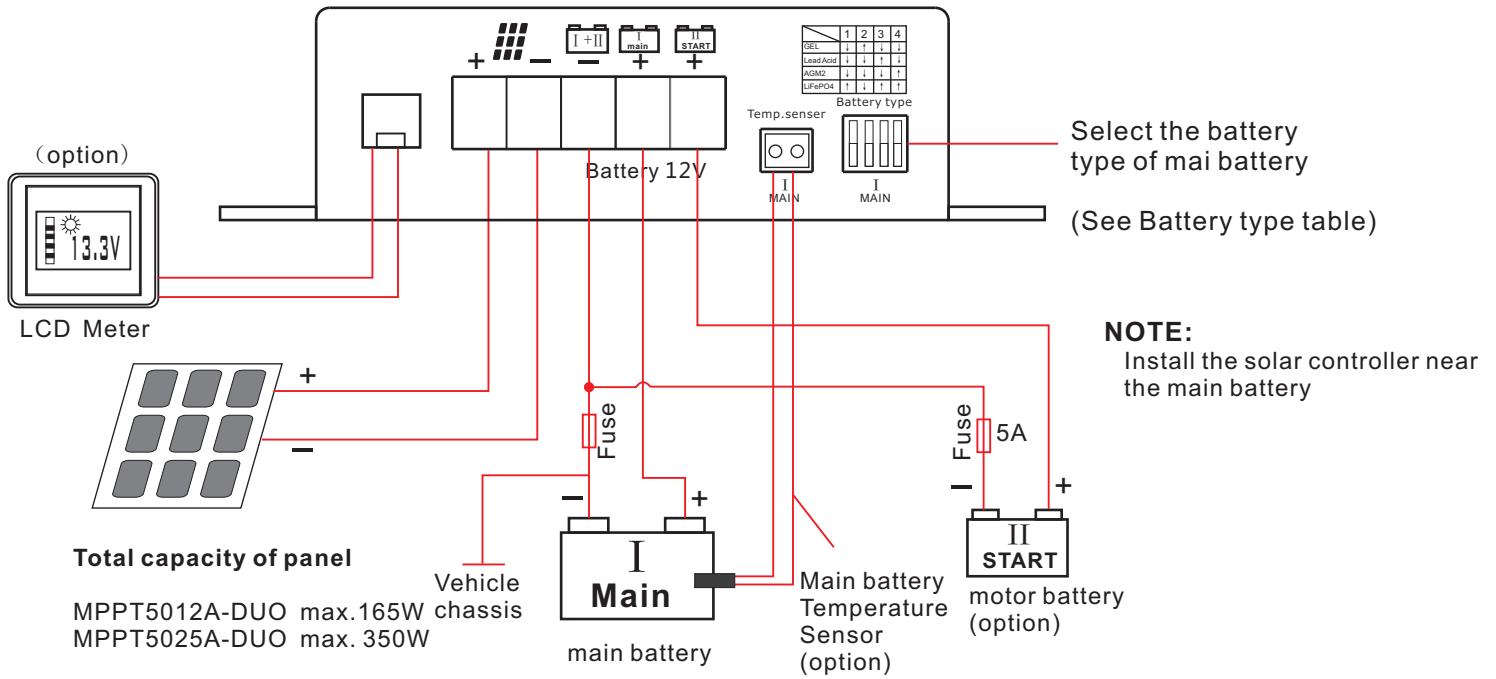 + − I+II − I main + II START +
1 2 3 4
GEL ↓ ↑ ↓ ↓
Lead Acid ↓ ↓ ↑ ↓
AGM2 ↓ ↓ ↓ ↑
LiFePO4 ↑ ↓ ↑ ↑
Battery type
Temp.senser
Battery 12V
I
MAIN
I
MAIN
Select the battery
type of mai battery
(See Battery type table)
(option)
13.3V
LCD Meter
NOTE:
Install the solar controller near
the main battery
+
−
Fuse
Fuse
5A
−
+
I
Main
main battery
−
+
II
START
motor battery
(option)
Vehicle
chassis
Main battery
Temperature
Sensor
(option)
Total capacity of panel
MPPT5012A-DUO max.165W
MPPT5025A-DUO max. 350W